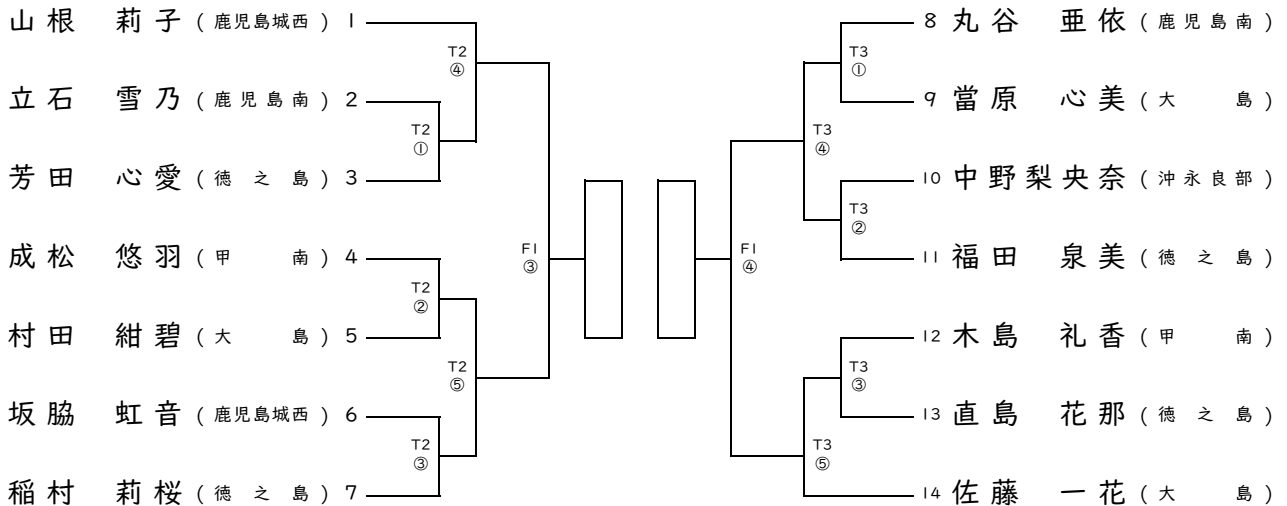 山根 莉子 (鹿児島城西) 1
立石 雪乃 (鹿児島南) 2
芳田 心愛 (徳之島) 3
成松 悠羽 (甲南) 4
村田 紺碧 (大島) 5
坂脇 虹音 (鹿児島城西) 6
稲村 莉桜 (徳之島) 7
T2
④
T2
①
T2
②
T2
⑤
T2
③
F1
③
F1
④
T3
①
T3
④
T3
②
T3
③
T3
⑤
8 丸谷 亜依 (鹿児島南)
9 當原 心美 (大島)
10 中野梨央奈 (沖永良部)
11 福田 泉美 (徳之島)
12 木島 礼香 (甲南)
13 直島 花那 (徳之島)
14 佐藤 一花 (大島)